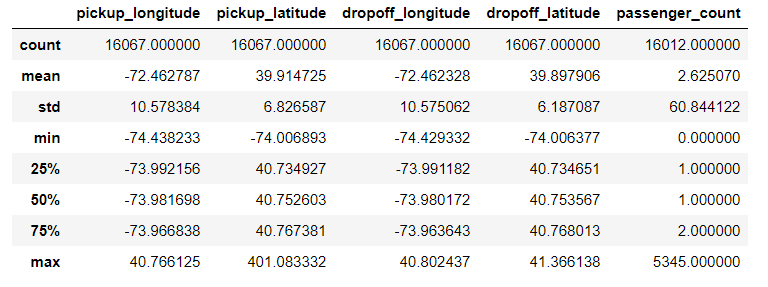 pickup_longitude pickup_latitude dropoff_longitude dropoff_latitude passenger_count
count 16067.000000 16067.000000 16067.000000 16067.000000 16012.000000
mean -72.462787 39.914725 -72.462328 39.897906 2.625070
std 10.578384 6.826587 10.575062 6.187087 60.844122
min -74.438233 -74.006893 -74.429332 -74.006377 0.000000
25% -73.992156 40.734927 -73.991182 40.734651 1.000000
50% -73.981698 40.752603 -73.980172 40.753567 1.000000
75% -73.966838 40.767381 -73.963643 40.768013 2.000000
max 40.766125 401.083332 40.802437 41.366138 5345.000000